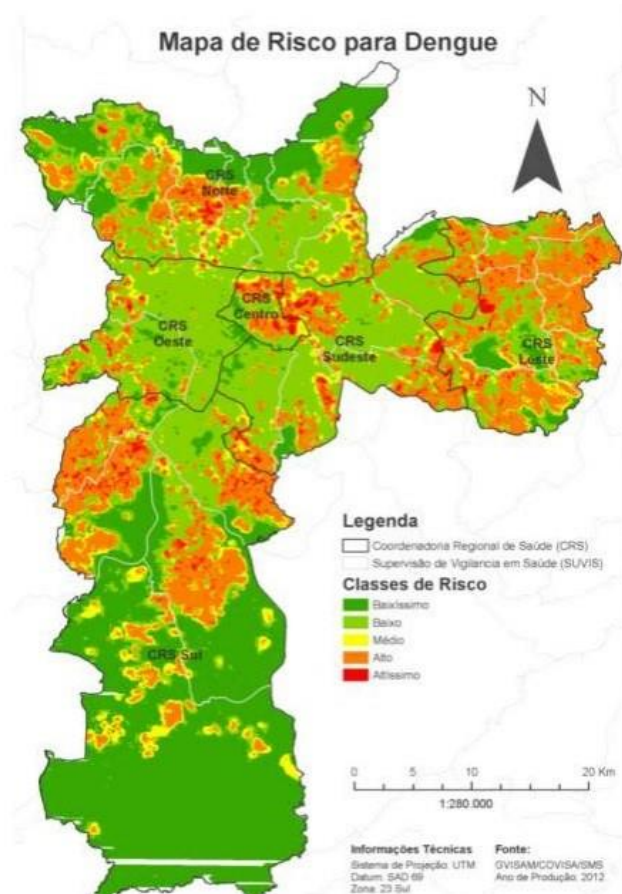 Mapa de Risco para Dengue
N
CRS
Norte
CRS
Centro
CRS
Oeste
CRS
Sudeste
CRS
Leste
CRS Sul
Legenda
Coordenadoria Regional de Saúde (CRS)
Supervisão de Vigilancia em Saúde (SUVIS)
Classes de Risco
Baixíssimo
Baixo
Médio
Alto
Altíssimo
0 5 10 20 Km
1:280.000
Informações Técnicas
Sistema de Projeção: UTM
Datum: SAD 69
Zona: 23 Sul
Fonte:
GVISAM/COVISA/SMS
Ano de Produção: 2012